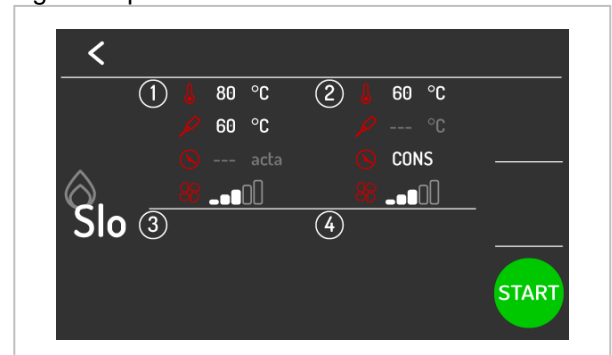 1 80 °C 2 60 °C
60 °C --- °C
--- acta CONS
Slo 3 4
START